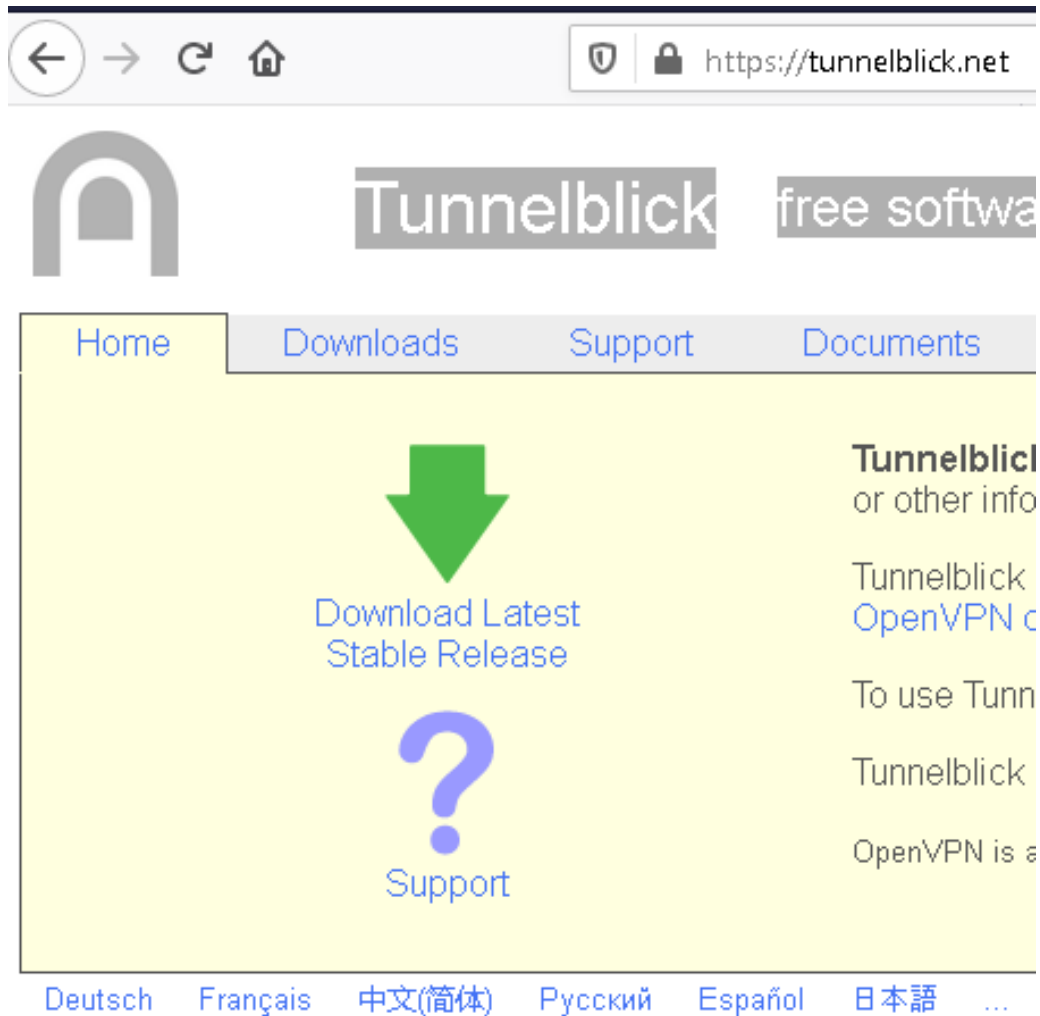 https://tunnelblick.net
Tunnelblick free softwa
Home Downloads Support Documents
Download Latest
Stable Release
Support
Tunnelblick
or other info
Tunnelblick
OpenVPN c
To use Tunn
Tunnelblick
OpenVPN is a
Deutsch Français 中文(简体) Русский Español 日本語 ...